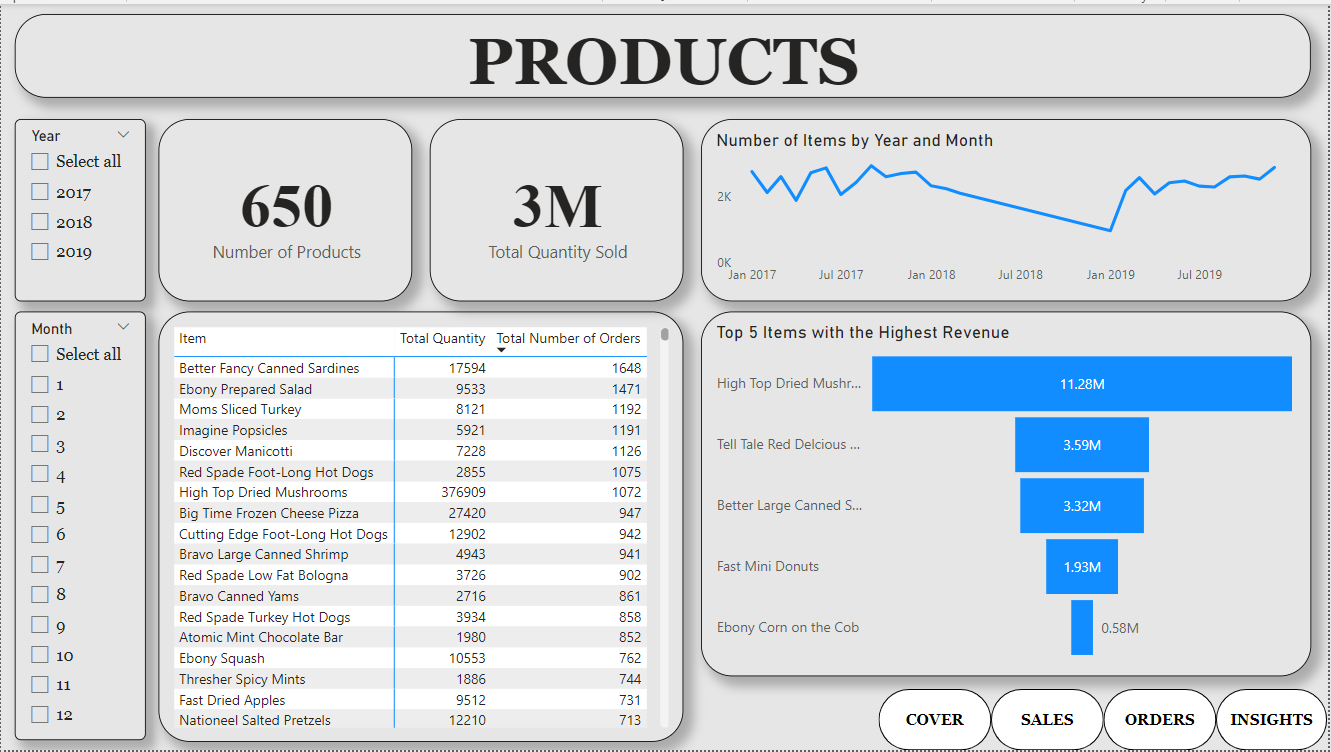 PRODUCTS
Year
Select all
2017
2018
2019
650
Number of Products
3M
Total Quantity Sold
Number of Items by Year and Month
2K
0K
Jan 2017 Jul 2017 Jan 2018 Jul 2018 Jan 2019 Jul 2019
Month
Select all
1
2
3
4
5
6
7
8
9
10
11
12
Item Total Quantity Total Number of Orders
Better Fancy Canned Sardines 17594 1648
Ebony Prepared Salad 9533 1471
Moms Sliced Turkey 8121 1192
Imagine Popsicles 5921 1191
Discover Manicotti 7228 1126
Red Spade Foot-Long Hot Dogs 2855 1075
High Top Dried Mushrooms 376909 1072
Big Time Frozen Cheese Pizza 27420 947
Cutting Edge Foot-Long Hot Dogs 12902 942
Bravo Large Canned Shrimp 4943 941
Red Spade Low Fat Bologna 3726 902
Bravo Canned Yams 2716 861
Red Spade Turkey Hot Dogs 3934 858
Atomic Mint Chocolate Bar 1980 852
Ebony Squash 10553 762
Thresher Spicy Mints 1886 744
Fast Dried Apples 9512 731
Nationeel Salted Pretzels 12210 713
Top 5 Items with the Highest Revenue
High Top Dried Mushr... 11.28M
Tell Tale Red Delcious ... 3.59M
Better Large Canned S... 3.32M
Fast Mini Donuts 1.93M
Ebony Corn on the Cob 0.58M
COVER SALES ORDERS INSIGHTS